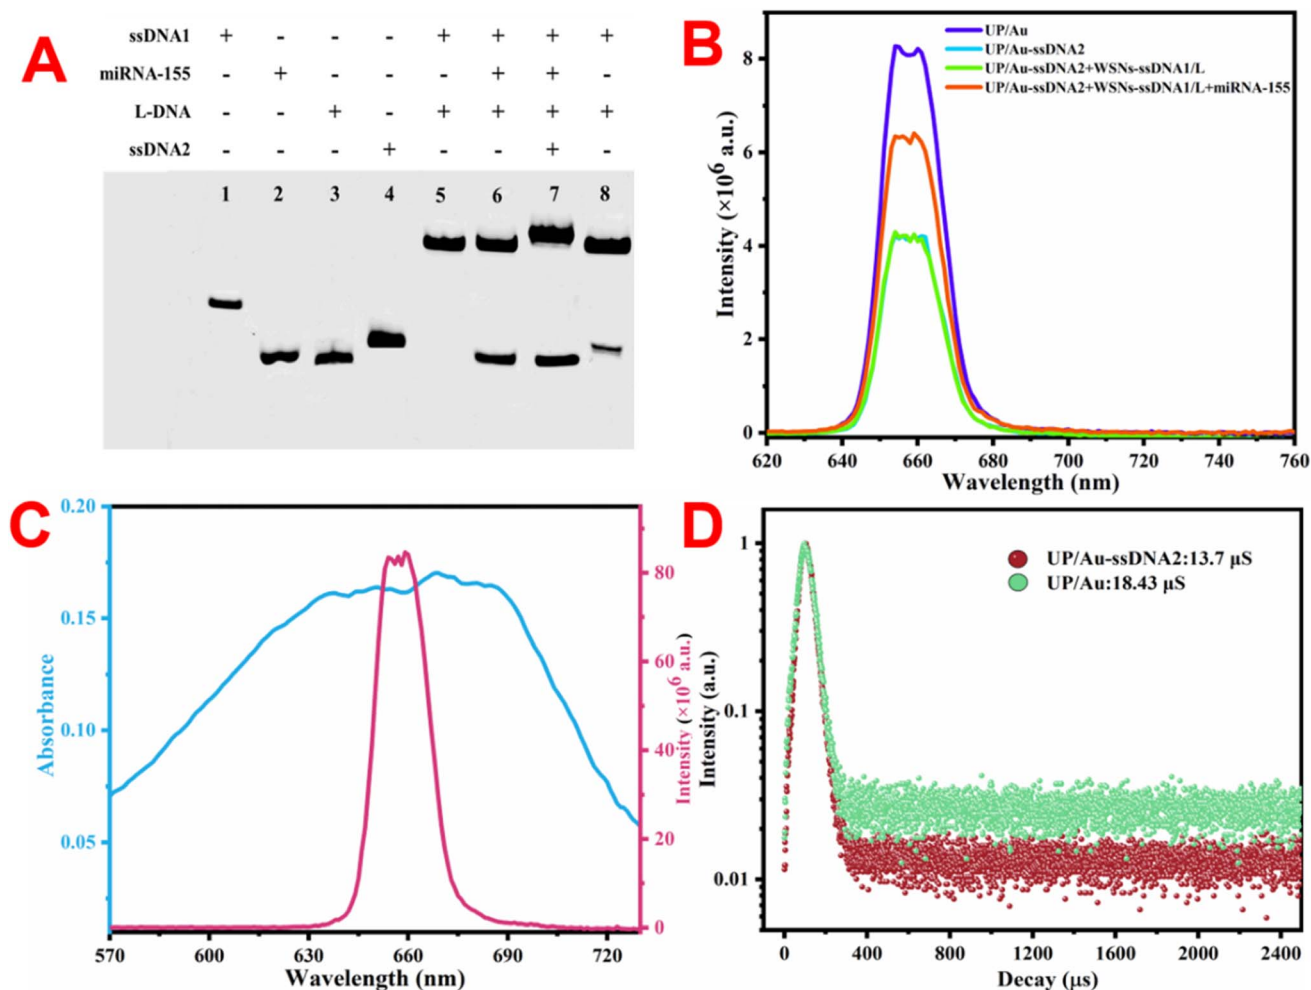 A
ssDNA1 + - - - + + + +
miRNA-155 - + - - - + + -
L-DNA - - + - + + + +
ssDNA2 - - - + - - + -
1 2 3 4 5 6 7 8
B
UP/Au
UP/Au-ssDNA2
UP/Au-ssDNA2+WSNs-ssDNA1/L
UP/Au-ssDNA2+WSNs-ssDNA1/L+miRNA-155
Intensity (×10⁶ a.u.)
8
6
4
2
0
620 640 660 680 700 720 740 760
Wavelength (nm)
C
Absorbance
0.20
0.15
0.10
0.05
80
60
40
20
0
Intensity (×10⁶ a.u.)
570 600 630 660 690 720
Wavelength (nm)
D
UP/Au-ssDNA2:13.7 μS
UP/Au:18.43 μS
Intensity (a.u.)
1
0.1
0.01
0 400 800 1200 1600 2000 2400
Decay (μs)